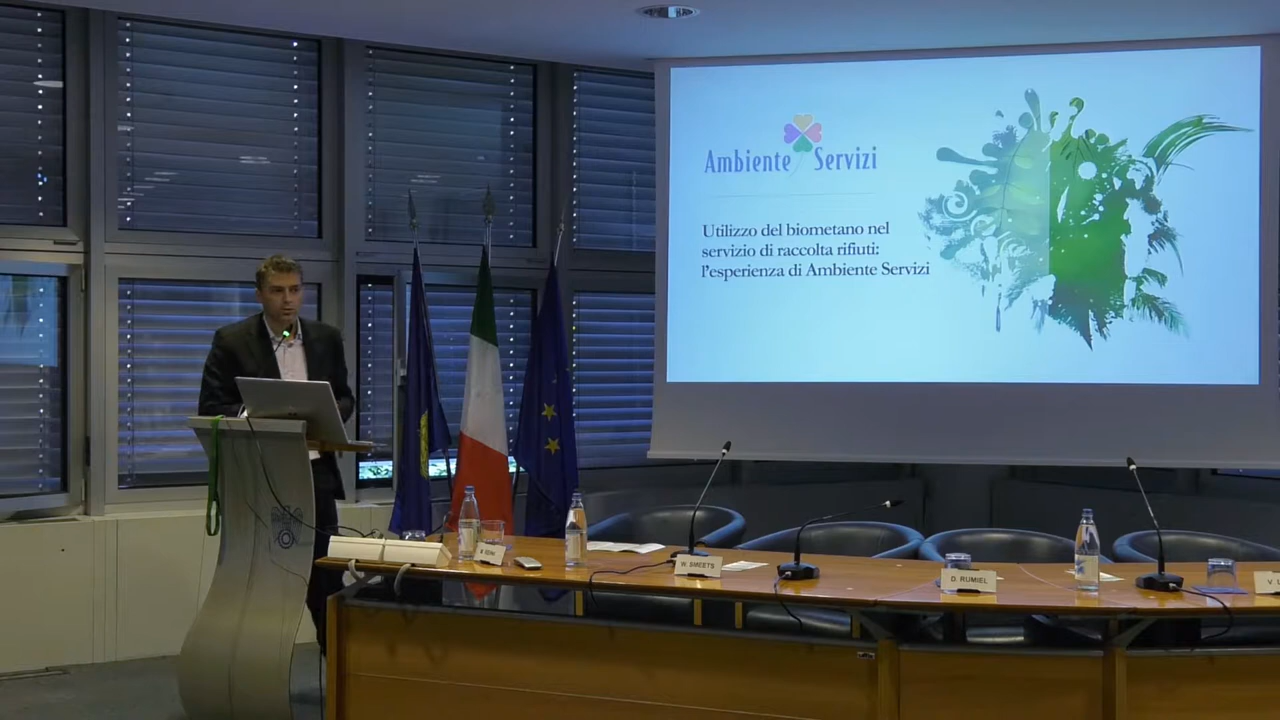 Ambiente Servizi
Utilizzo del biometano nel
servizio di raccolta rifiuti:
l'esperienza di Ambiente Servizi
W. SMEETS
D. RUMIEL